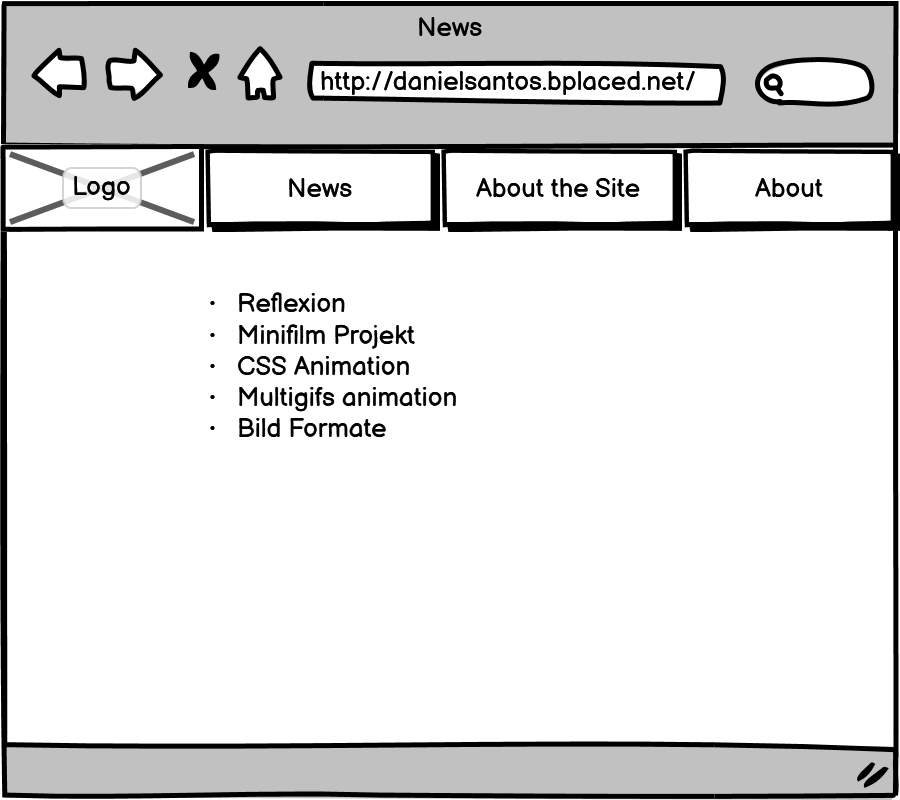 News
http://danielsantos.bplaced.net/
Logo
News
About the Site
About
· Reflexion
· Minifilm Projekt
· CSS Animation
· Multigifs animation
· Bild Formate